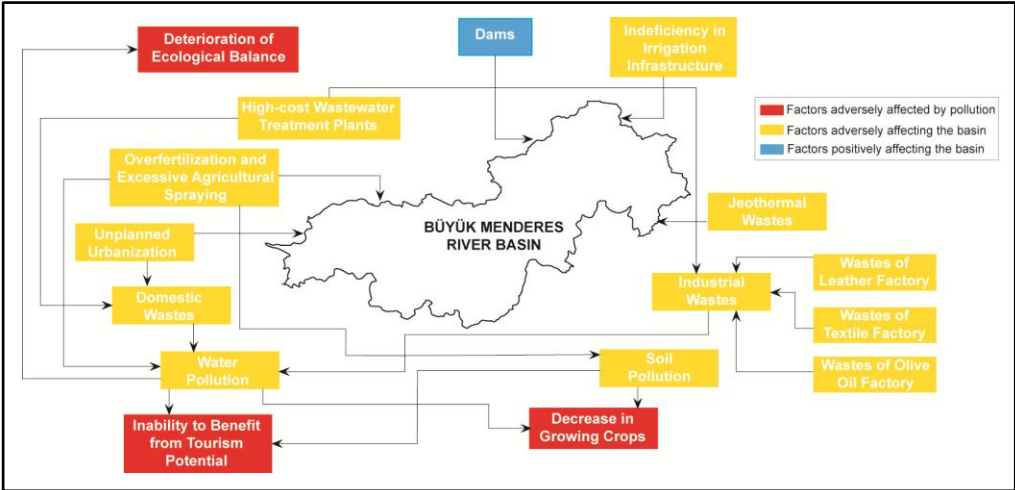 Deterioration of
Ecological Balance
Dams
Indeficiency in
Irrigation
Infrastructure
High-cost Wastewater
Treatment Plants
Factors adversely affected by pollution
Factors adversely affecting the basin
Factors positively affecting the basin
Overfertilization and
Excessive Agricultural
Spraying
Unplanned
Urbanization
BÜYÜK MENDERES
RIVER BASIN
Jeothermal
Wastes
Domestic
Wastes
Industrial
Wastes
Wastes of
Leather Factory
Wastes of
Textile Factory
Wastes of Olive
Oil Factory
Water
Pollution
Soil
Pollution
Inability to Benefit
from Tourism
Potential
Decrease in
Growing Crops